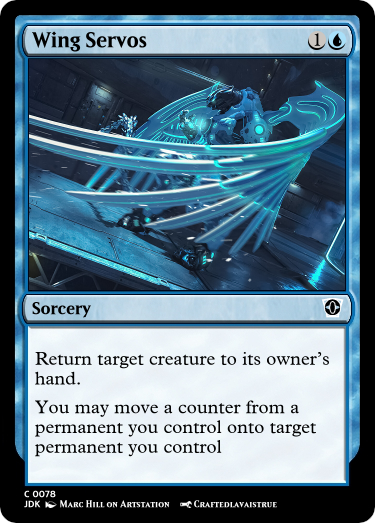 Wing Servos 1
Sorcery
Return target creature to its owner's
hand.
You may move a counter from a
permanent you control onto target
permanent you control
C 0078
JDK Marc Hill on Artstation Craftedlavaistrue